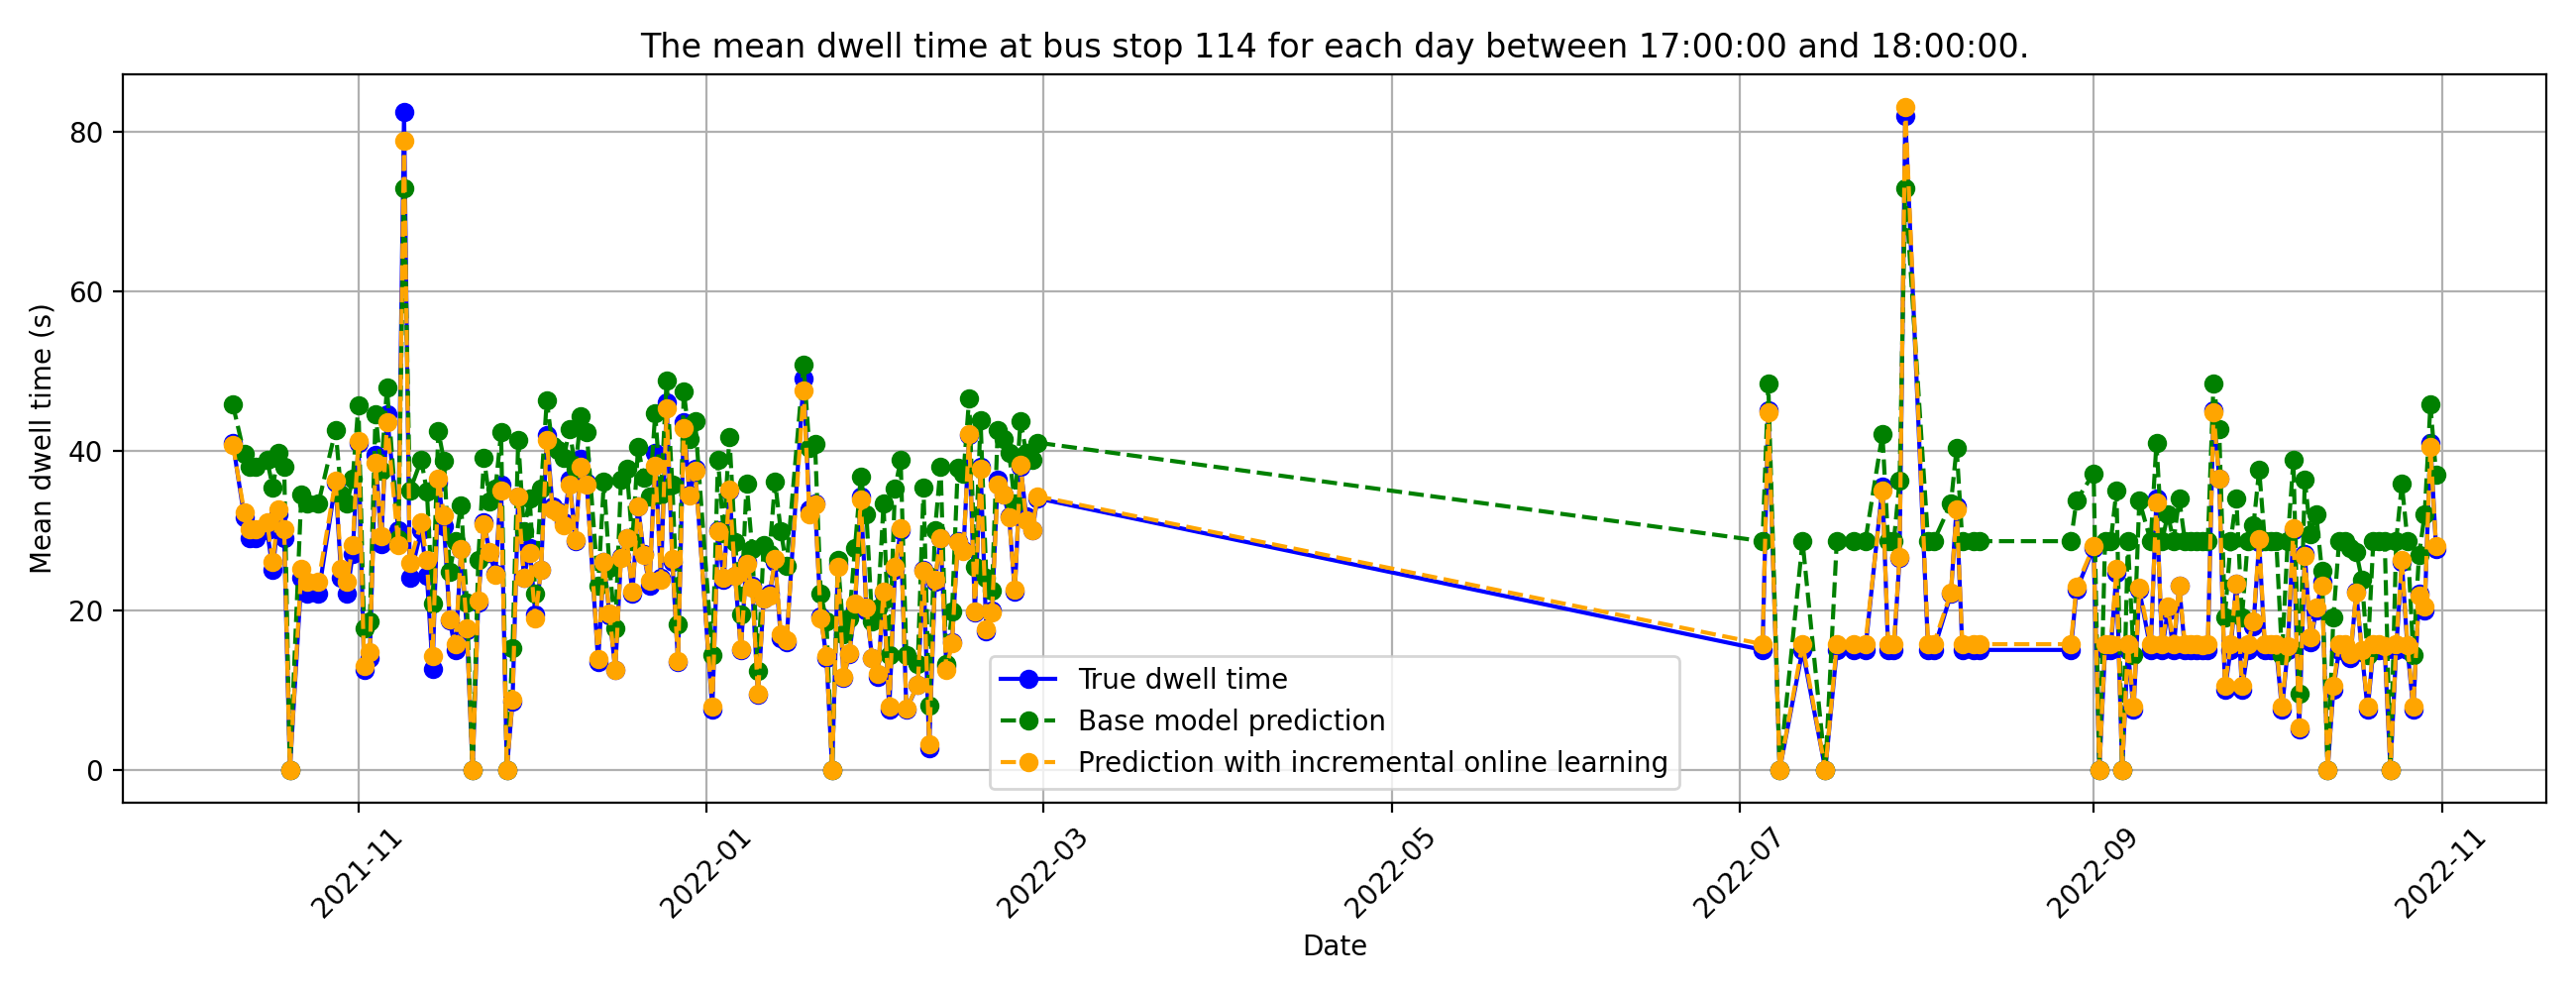 The mean dwell time at bus stop 114 for each day between 17:00:00 and 18:00:00.
Mean dwell time (s)
80
60
40
20
0
True dwell time
Base model prediction
Prediction with incremental online learning
2021-11
2022-01
2022-03
2022-05
2022-07
2022-09
2022-11
Date